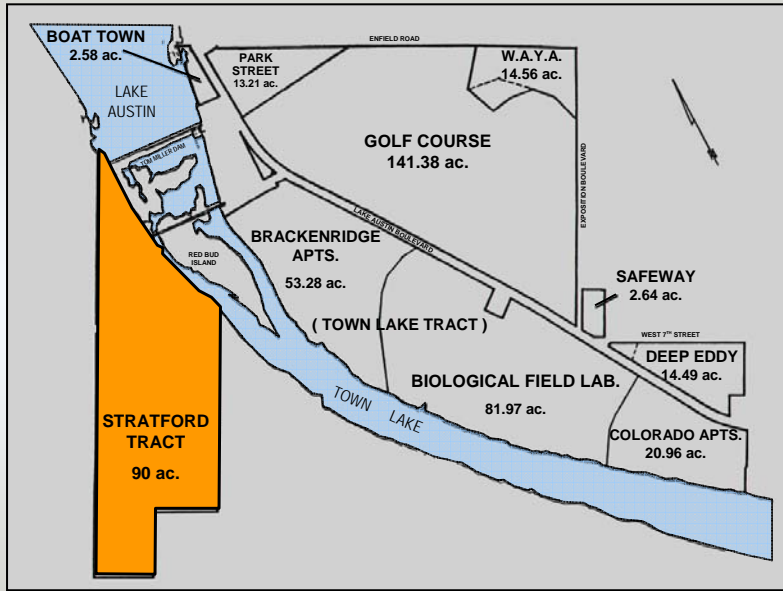 BOAT TOWN
2.58 ac.
ENFIELD ROAD
PARK
STREET
13.21 ac.
W.A.Y.A.
14.56 ac.
LAKE
AUSTIN
GOLF COURSE
141.38 ac.
TOM MILLER DAM
EXPOSITION BOULEVARD
LAKE AUSTIN BOULEVARD
BRACKENRIDGE
APTS.
53.28 ac.
RED BUD
ISLAND
SAFEWAY
2.64 ac.
( TOWN LAKE TRACT )
WEST 7TH STREET
DEEP EDDY
14.49 ac.
BIOLOGICAL FIELD LAB.
81.97 ac.
TOWN LAKE
STRATFORD
TRACT
90 ac.
COLORADO APTS.
20.96 ac.